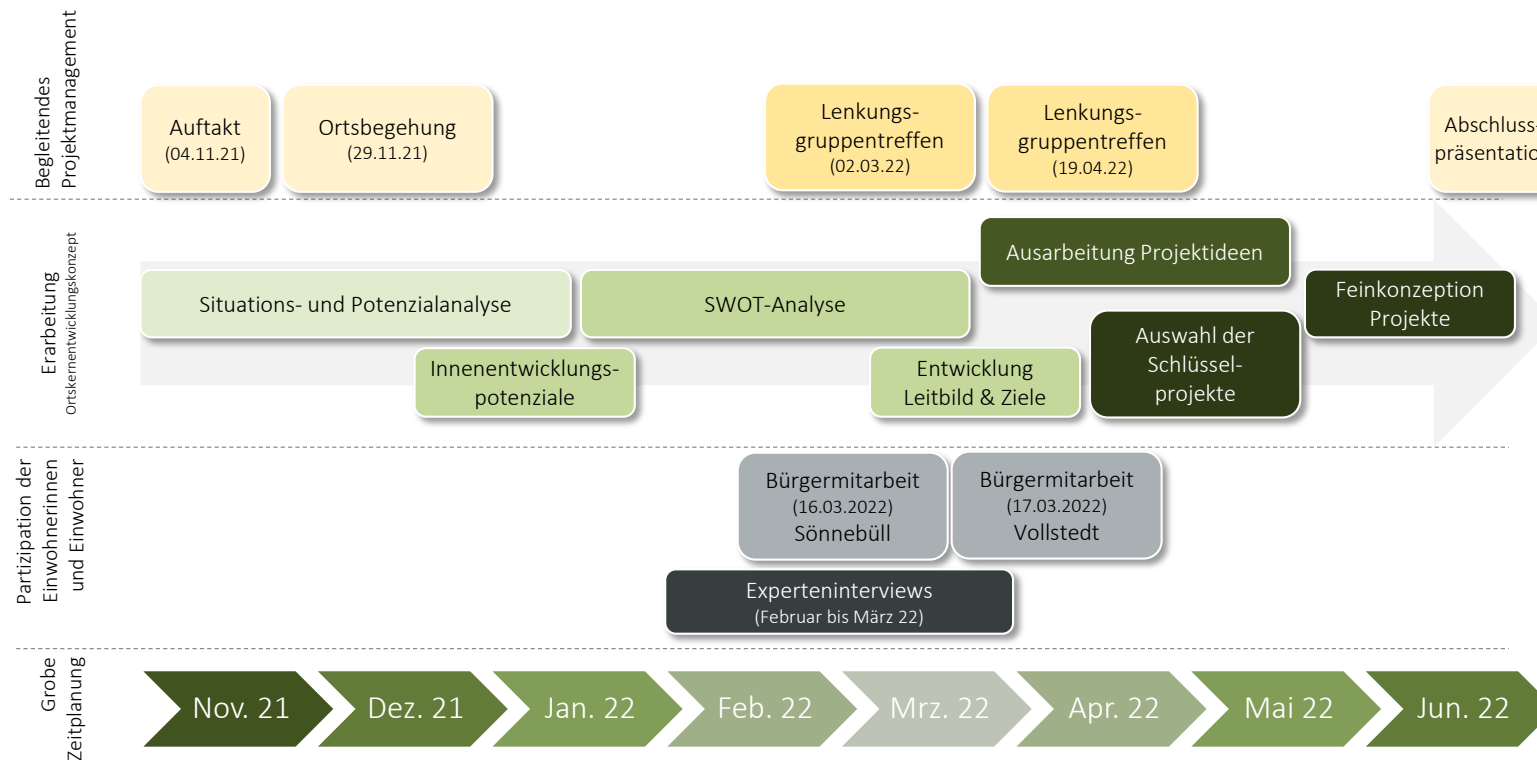 Begleitendes
Projektmanagement
Auftakt
(04.11.21)
Ortsbegehung
(29.11.21)
Lenkungs-
gruppentreffen
(02.03.22)
Lenkungs-
gruppentreffen
(19.04.22)
Abschluss-
präsentatio
Erarbeitung
Ortskernentwicklungskonzept
Situations- und Potenzialanalyse
Innenentwicklungs-
potenziale
SWOT-Analyse
Entwicklung
Leitbild & Ziele
Ausarbeitung Projektideen
Auswahl der
Schlüssel-
projekte
Feinkonzeption
Projekte
Partizipation der
Einwohnerinnen
und Einwohner
Bürgermitarbeit
(16.03.2022)
Sönnebüll
Bürgermitarbeit
(17.03.2022)
Vollstedt
Experteninterviews
(Februar bis März 22)
Grobe
Zeitplanung
Nov. 21
Dez. 21
Jan. 22
Feb. 22
Mrz. 22
Apr. 22
Mai 22
Jun. 22